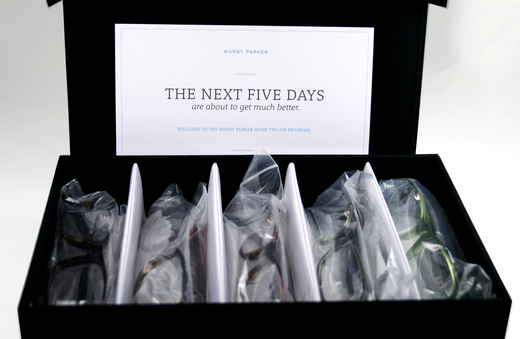 WARBY PARKER
THE NEXT FIVE DAYS
are about to get much better.
WELCOME TO THE WARBY PARKER HOME TRY-ON PROGRAM